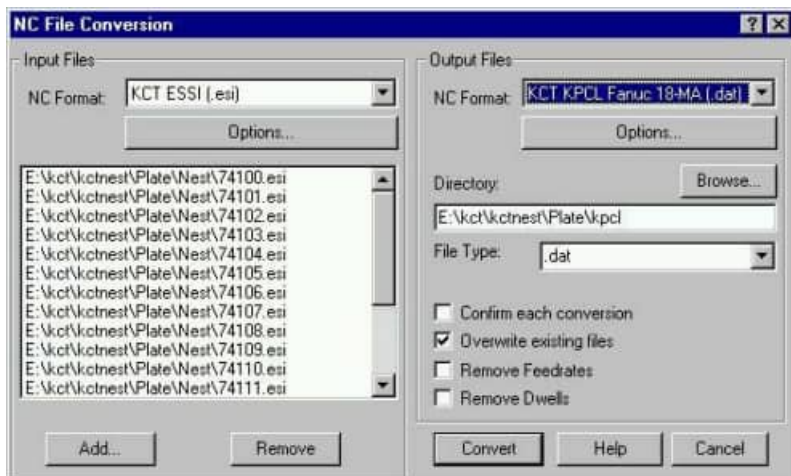 NC File Conversion
Input Files
NC Format:
KCT ESSI (.esi)
Options...
E:\kct\kctnest\Plate\Nest\74100.esi
E:\kct\kctnest\Plate\Nest\74101.esi
E:\kct\kctnest\Plate\Nest\74102.esi
E:\kct\kctnest\Plate\Nest\74103.esi
E:\kct\kctnest\Plate\Nest\74104.esi
E:\kct\kctnest\Plate\Nest\74105.esi
E:\kct\kctnest\Plate\Nest\74106.esi
E:\kct\kctnest\Plate\Nest\74107.esi
E:\kct\kctnest\Plate\Nest\74108.esi
E:\kct\kctnest\Plate\Nest\74109.esi
E:\kct\kctnest\Plate\Nest\74110.esi
E:\kct\kctnest\Plate\Nest\74111.esi
Add...
Remove
Output Files
NC Format:
KCT KPCL Fanuc 18-MA (.dat)
Options...
Directory:
Browse...
E:\kct\kctnest\Plate\kpcl
File Type:
.dat
Confirm each conversion
Overwrite existing files
Remove Feedrates
Remove Dwells
Convert
Help
Cancel